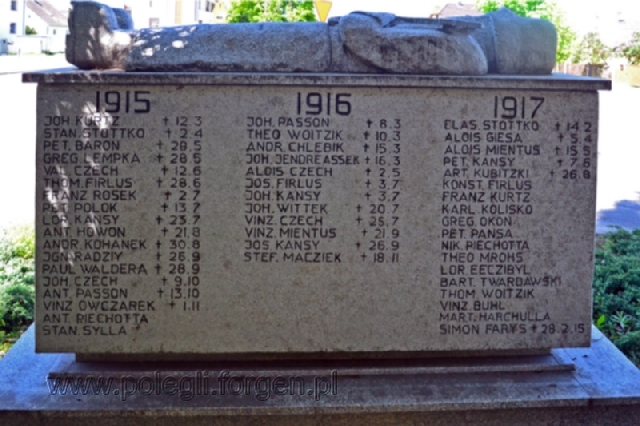 1915
JOH. KURTZ + 12.3
STAN. STOTTKO + 2.4
PET. BARON + 28.5
GREG. LEMPKA + 28.5
VAL. CZECH + 12.6
THOM. FIRLUS + 28.6
FRANZ ROSEK + 2.7
PET. POLOK + 13.7
LOR. KANSY + 23.7
ANT. HOWON + 21.8
ANDR. KOHANEK + 30.8
IGN. RADZIY + 26.9
PAUL WALDERA + 28.9
JOH. CZECH + 9.10
ANT. PASSON + 13.10
VINZ. OWCZAREK + 1.11
ANT. PIECHOTTA
STAN. SYLLA
1916
JOH. PASSON + 8.3
THEO WOITZIK + 10.3
ANDR. CHLEBIK + 15.3
JOH. JENDREASSEK + 16.3
ALOIS CZECH + 2.5
JOS. FIRLUS + 3.7
JOH. KANSY + 3.7
JOH. WITTEK + 20.7
VINZ. CZECH + 25.7
VINZ. MIENTUS + 21.9
JOS KANSY + 26.9
STEF. MACZIEK + 18.11
1917
ELAS. STOTTKO + 14.2
ALOIS GIESA + 5.4
ALOIS MIENTUS + 15.5
PET. KANSY + 7.6
ART. KUBITZKI + 26.8
KONST. FIRLUS
FRANZ KURTZ
KARL KOLISKO
GREG. OKON
PET. PANSA
NIK. PIECHOTTA
THEO MROHS
LOR. EECZIBYL
BART. TWARDAWSKI
THOM. WOITZIK
VINZ. BUHL
MART. HARCHULLA
SIMON FARYS + 28.2.15
www.polegli.forgen.pl